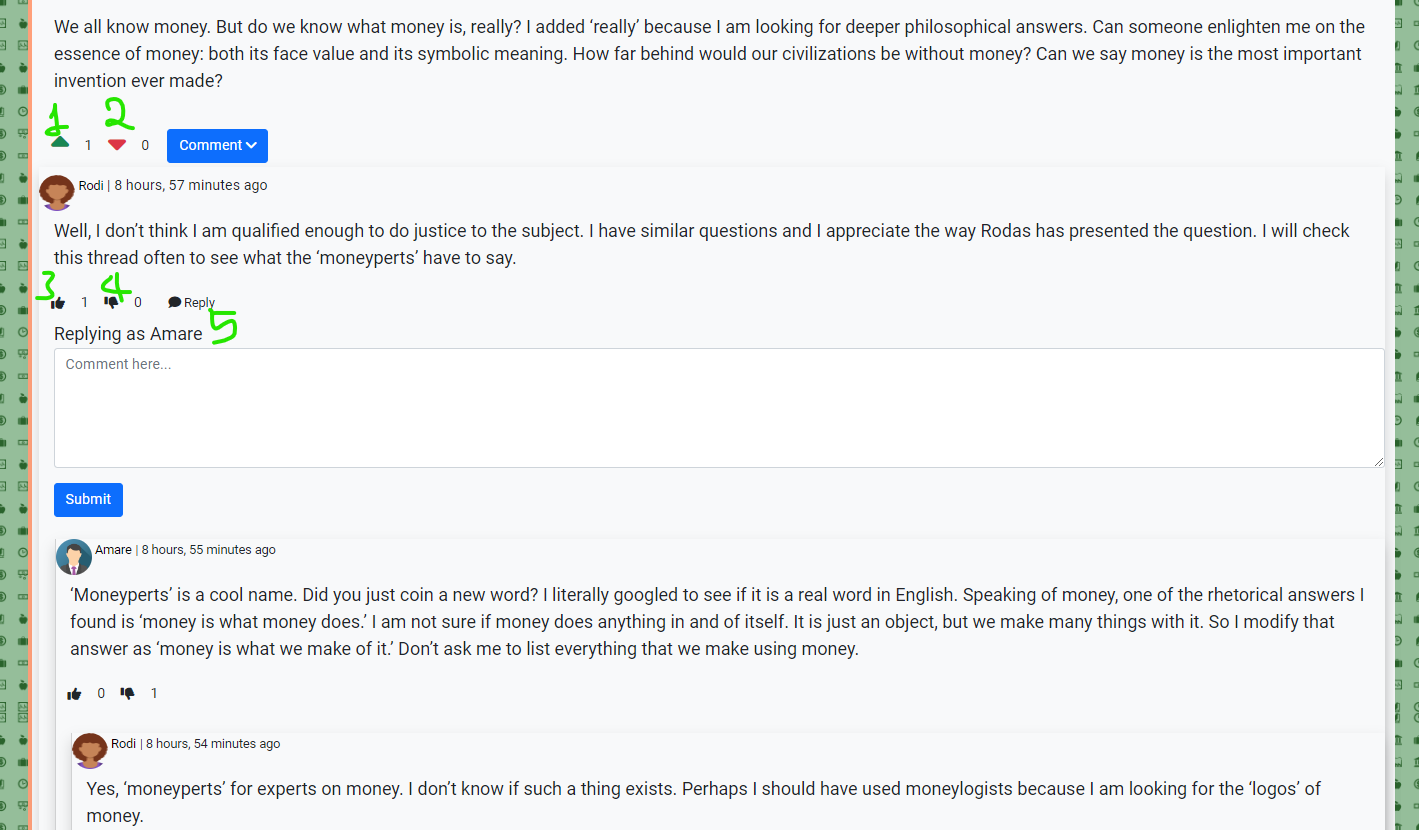 We all know money. But do we know what money is, really? I added ‘really’ because I am looking for deeper philosophical answers. Can someone enlighten me on the
essence of money: both its face value and its symbolic meaning. How far behind would our civilizations be without money? Can we say money is the most important
invention ever made?
1 2
1 0 Comment
Rodi | 8 hours, 57 minutes ago
Well, I don’t think I am qualified enough to do justice to the subject. I have similar questions and I appreciate the way Rodas has presented the question. I will check
this thread often to see what the ‘moneyperts’ have to say.
3 4
1 0 Reply
Replying as Amare 5
Comment here...
Submit
Amare | 8 hours, 55 minutes ago
‘Moneyperts’ is a cool name. Did you just coin a new word? I literally googled to see if it is a real word in English. Speaking of money, one of the rhetorical answers I
found is ‘money is what money does.’ I am not sure if money does anything in and of itself. It is just an object, but we make many things with it. So I modify that
answer as ‘money is what we make of it.’ Don’t ask me to list everything that we make using money.
0 1
Rodi | 8 hours, 54 minutes ago
Yes, ‘moneyperts’ for experts on money. I don’t know if such a thing exists. Perhaps I should have used moneylogists because I am looking for the ‘logos’ of
money.